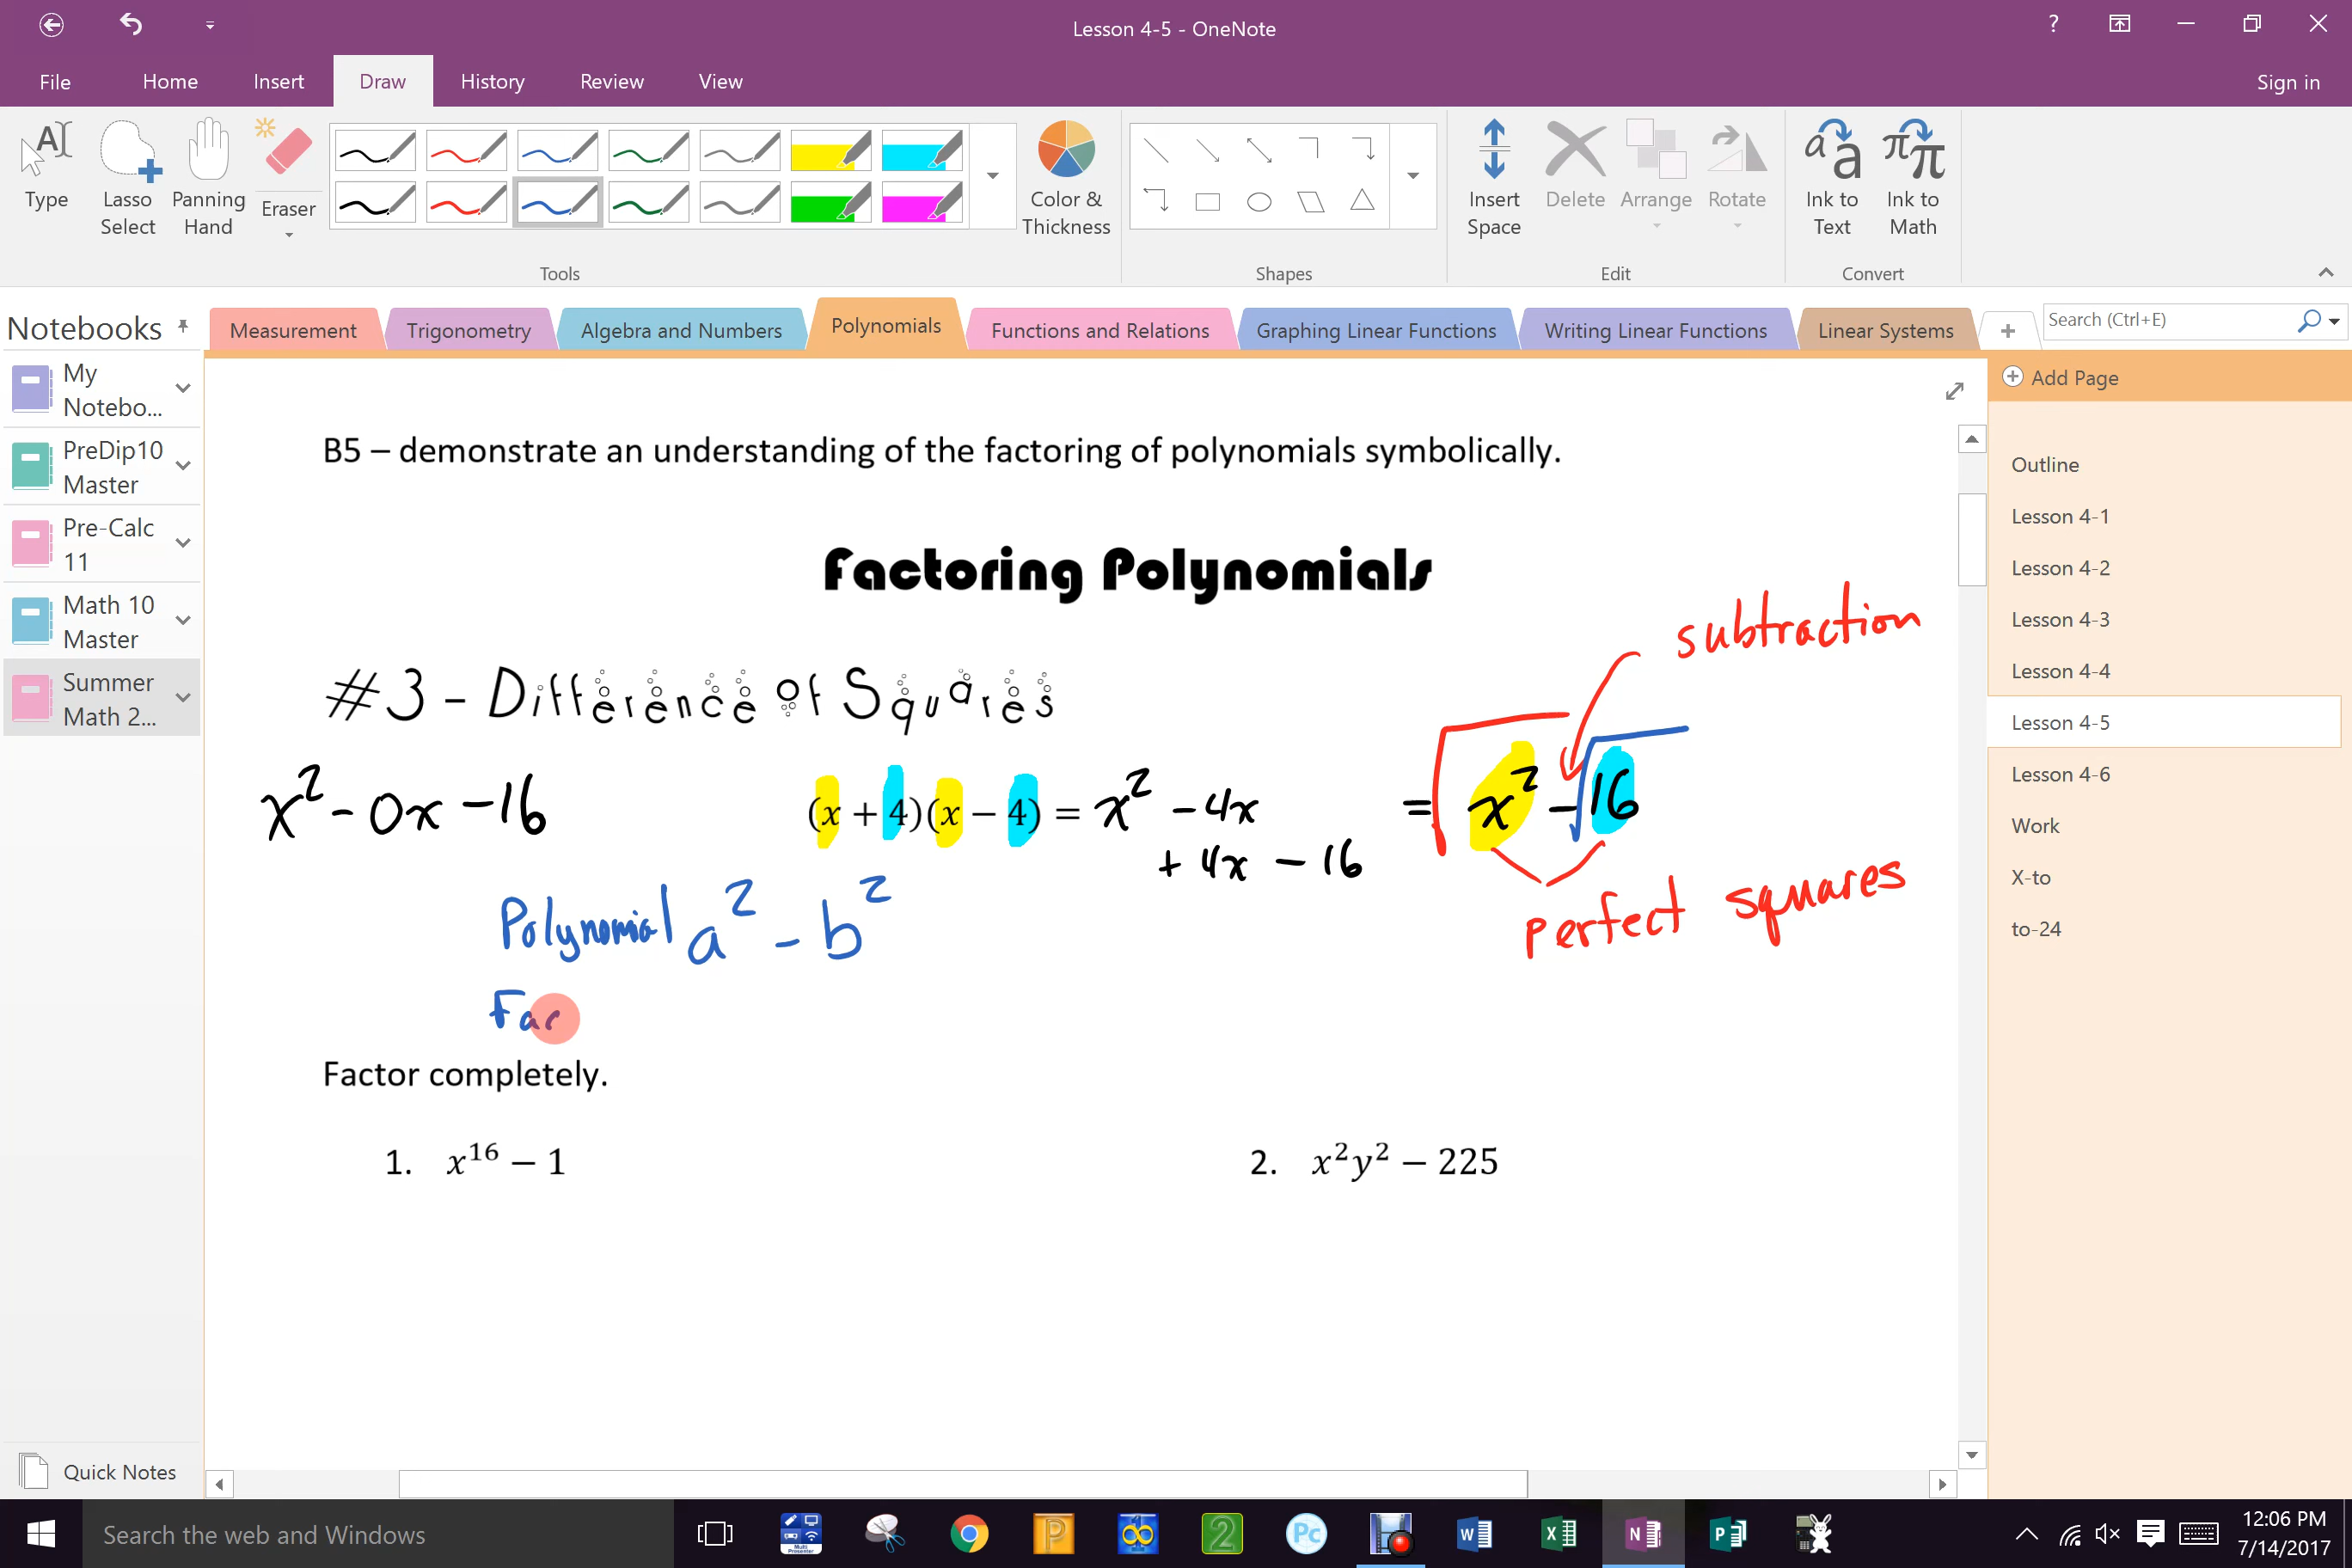 Lesson 4-5 - OneNote
?
File Home Insert Draw History Review View Sign in
Type
Lasso Select
Panning Hand
Eraser
Color & Thickness
Insert Space
Delete
Arrange
Rotate
Ink to Text
Ink to Math
Tools Shapes Edit Convert
Notebooks
Measurement Trigonometry Algebra and Numbers Polynomials Functions and Relations Graphing Linear Functions Writing Linear Functions Linear Systems +
Search (Ctrl+E)
My Notebo...
PreDip10 Master
Pre-Calc 11
Math 10 Master
Summer Math 2...
Quick Notes
B5 – demonstrate an understanding of the factoring of polynomials symbolically.
Factoring Polynomials
#3 - Difference of Squares
subtraction
x² - 0x - 16
(x + 4)(x − 4) = x² - 4x
+ 4x - 16
= √x² - √16
perfect squares
Polynomial a² - b²
Fac
Factor completely.
1. x¹⁶ − 1
2. x²y² − 225
Add Page
Outline
Lesson 4-1
Lesson 4-2
Lesson 4-3
Lesson 4-4
Lesson 4-5
Lesson 4-6
Work
X-to
to-24
Search the web and Windows
12:06 PM
7/14/2017